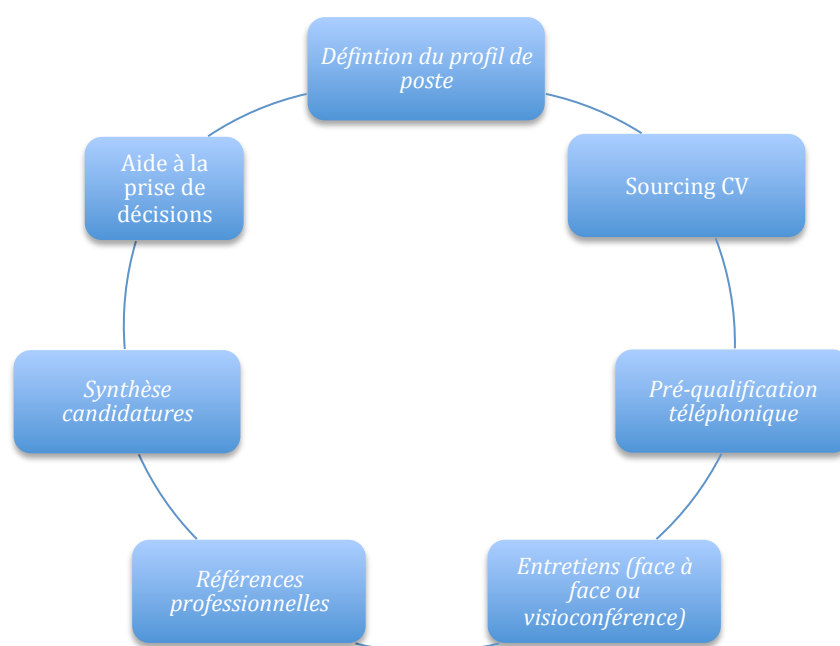 Défintion du profil de
poste
Sourcing CV
Pré-qualification
téléphonique
Entretiens (face à
face ou
visioconférence)
Références
professionnelles
Synthèse
candidatures
Aide à la
prise de
décisions